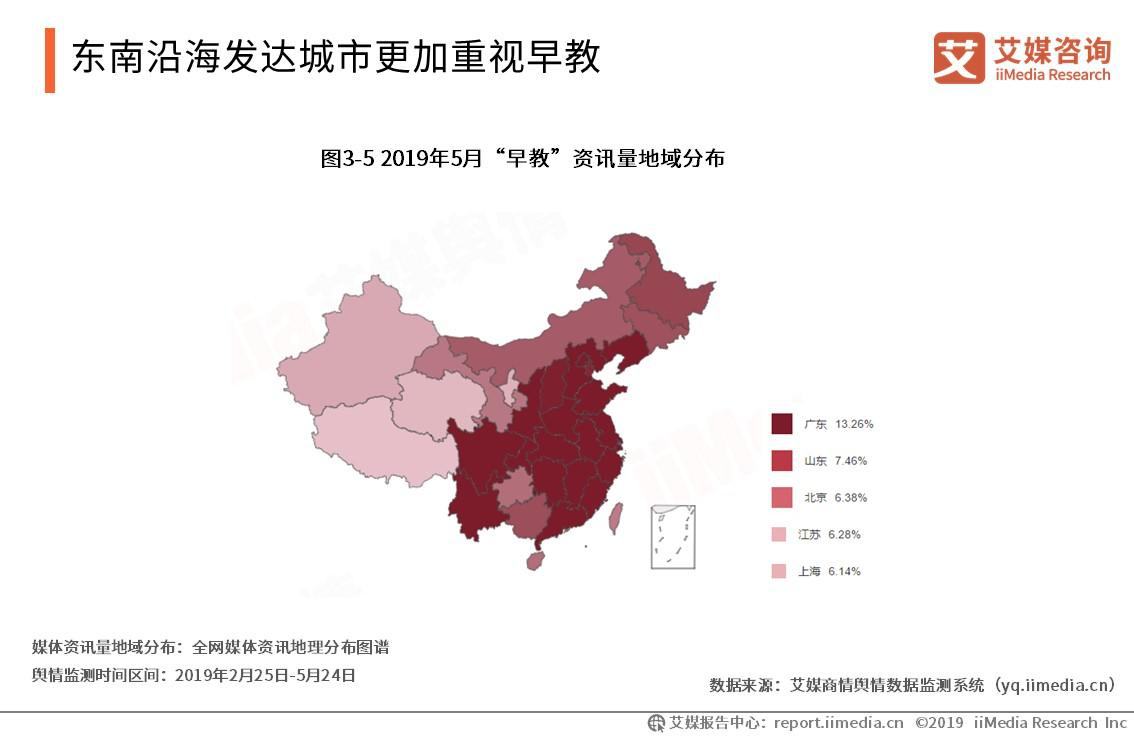 东南沿海发达城市更加重视早教
艾 艾媒咨询
iiMedia Research
图3-5 2019年5月“早教”资讯量地域分布
广东 13.26%
山东 7.46%
北京 6.38%
江苏 6.28%
上海 6.14%
媒体资讯量地域分布：全网媒体资讯地理分布图谱
舆情监测时间区间：2019年2月25日-5月24日
数据来源：艾媒商情舆情数据监测系统（yq.iimedia.cn）
艾媒报告中心：report.iimedia.cn ©2019 iiMedia Research Inc